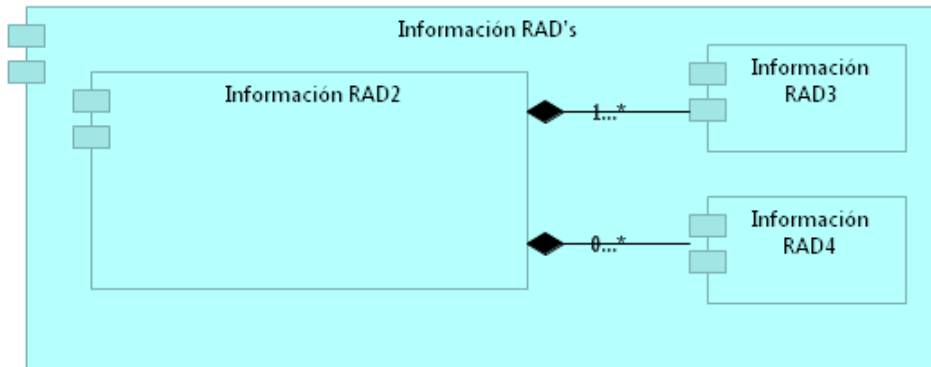 Información RAD's
Información RAD2
1...*
Información
RAD3
0...*
Información
RAD4